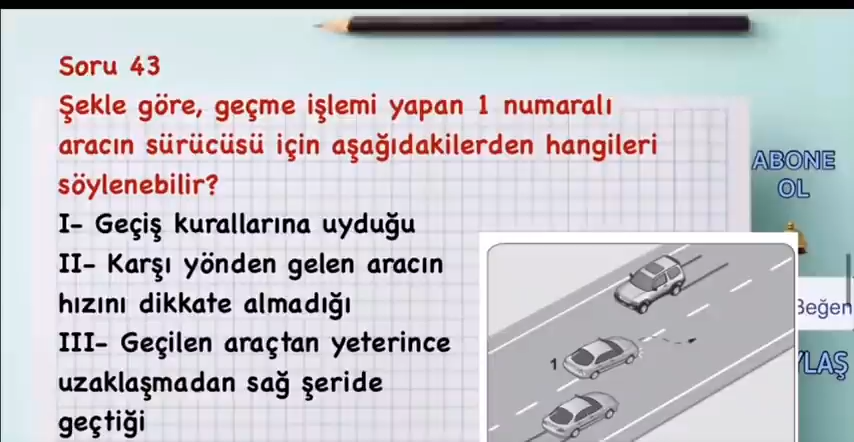 Soru 43
Şekle göre, geçme işlemi yapan 1 numaralı
aracın sürücüsü için aşağıdakilerden hangileri
söylenebilir?
I- Geçiş kurallarına uyduğu
II- Karşı yönden gelen aracın
hızını dikkate almadığı
III- Geçilen araçtan yeterince
uzaklaşmadan sağ şeride
geçtiği
1
ABONE
OL
Beğen
YLAŞ